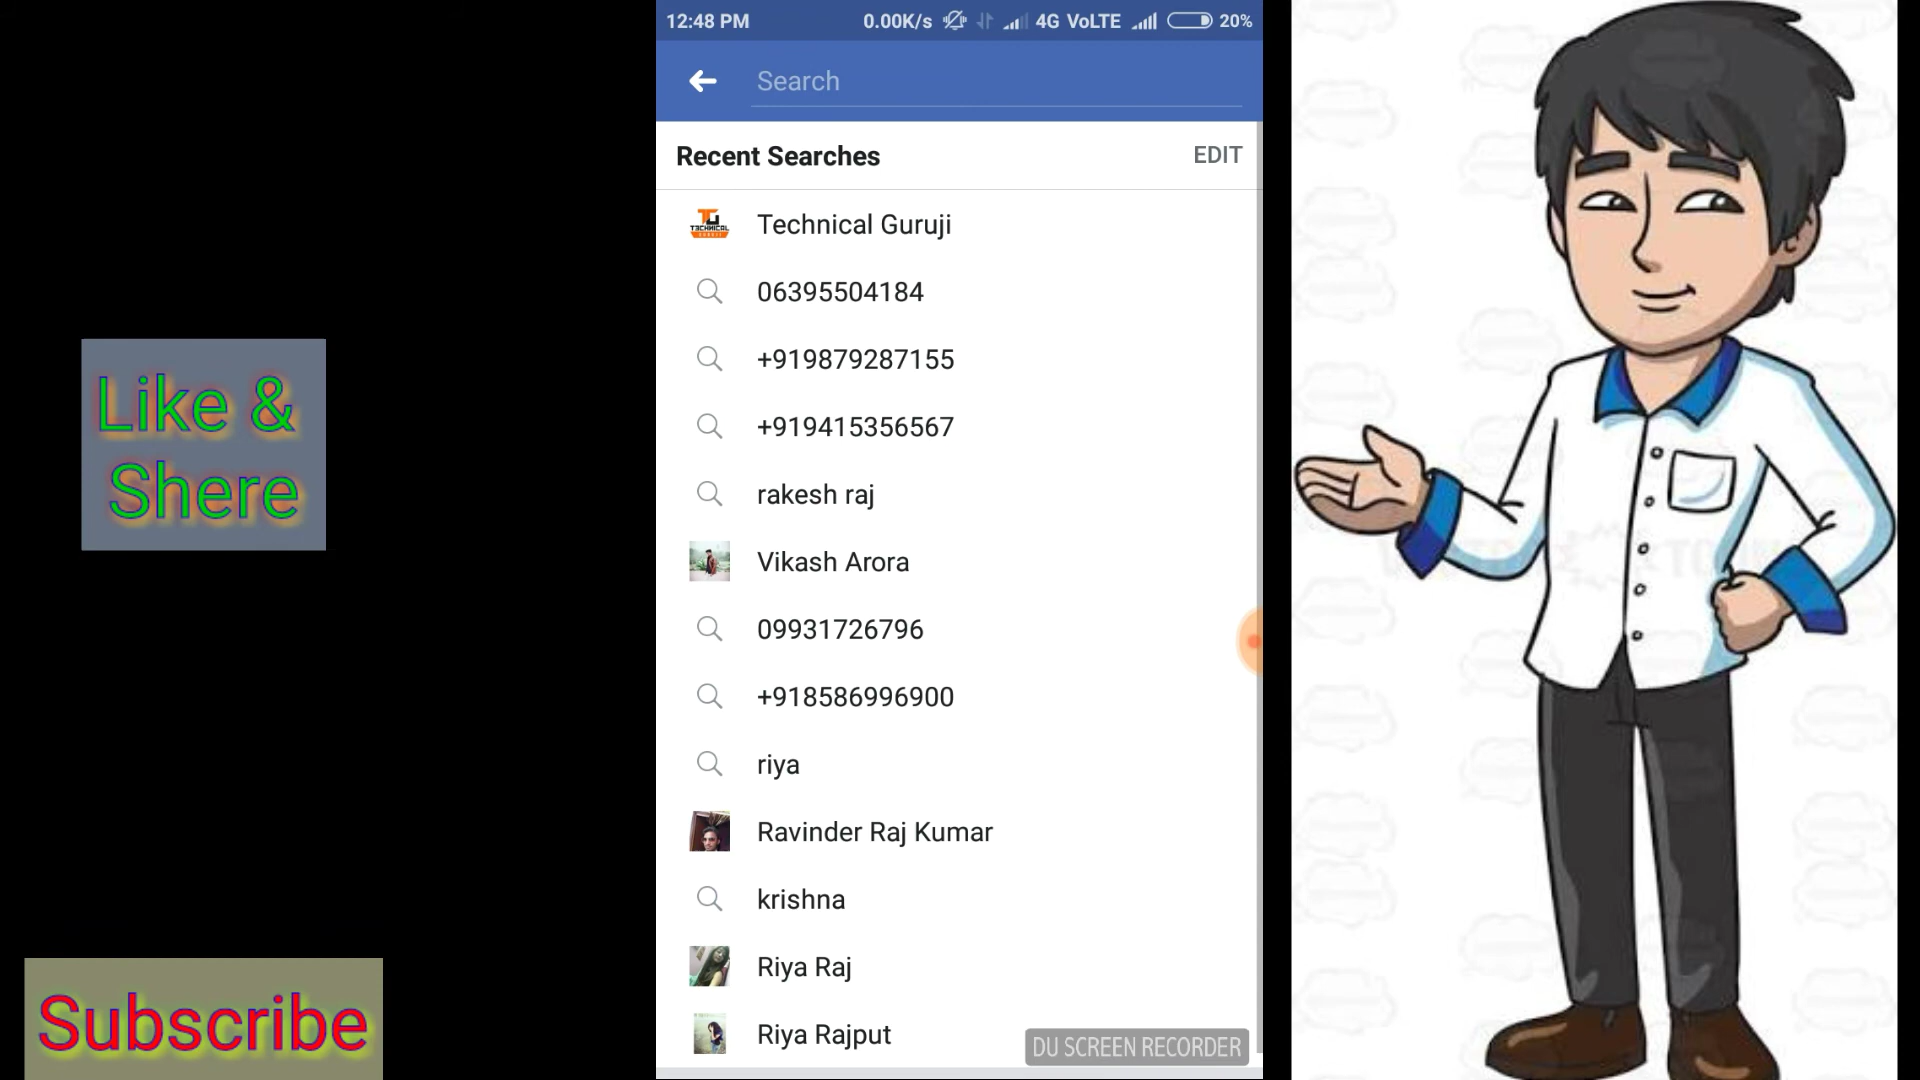 12:48 PM 0.00K/s 4G VoLTE 20%
Search
Recent Searches EDIT
Technical Guruji
06395504184
+919879287155
+919415356567
rakesh raj
Vikash Arora
09931726796
+918586996900
riya
Ravinder Raj Kumar
krishna
Riya Raj
Riya Rajput
DU SCREEN RECORDER
Like &
Shere
Subscribe
TECHNICAL